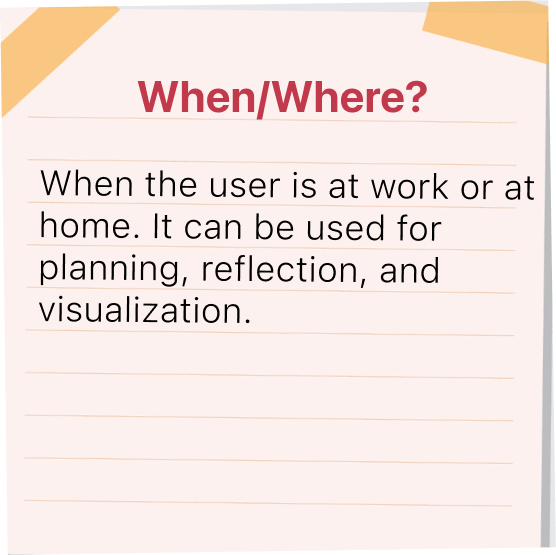 When/Where?
When the user is at work or at
home. It can be used for
planning, reflection, and
visualization.